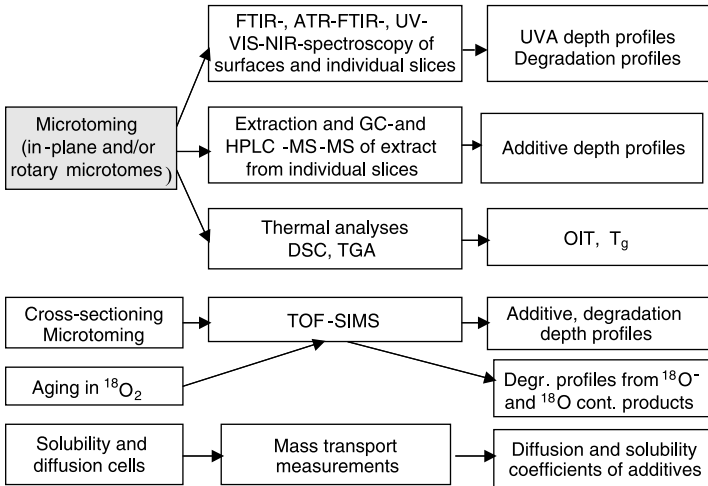 FTIR-, ATR-FTIR-, UV-
VIS-NIR-spectroscopy of
surfaces and individual slices
UVA depth profiles
Degradation profiles
Microtoming
(in-plane and/or
rotary microtomes)
Extraction and GC-and
HPLC -MS-MS of extract
from individual slices
Additive depth profiles
Thermal analyses
DSC, TGA
OIT, Tg
Cross-sectioning
Microtoming
TOF-SIMS
Additive, degradation
depth profiles
Aging in ¹⁸O₂
Degr. profiles from ¹⁸O⁻
and ¹⁸O cont. products
Solubility and
diffusion cells
Mass transport
measurements
Diffusion and solubility
coefficients of additives